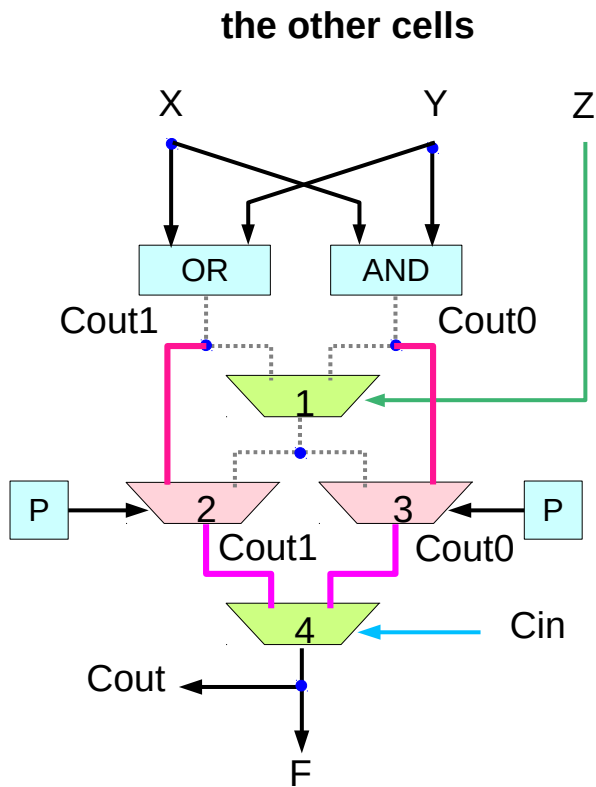 the other cells
X Y Z
OR AND
Cout1 Cout0
1
P 2 3 P
Cout1 Cout0
4 Cin
Cout
F